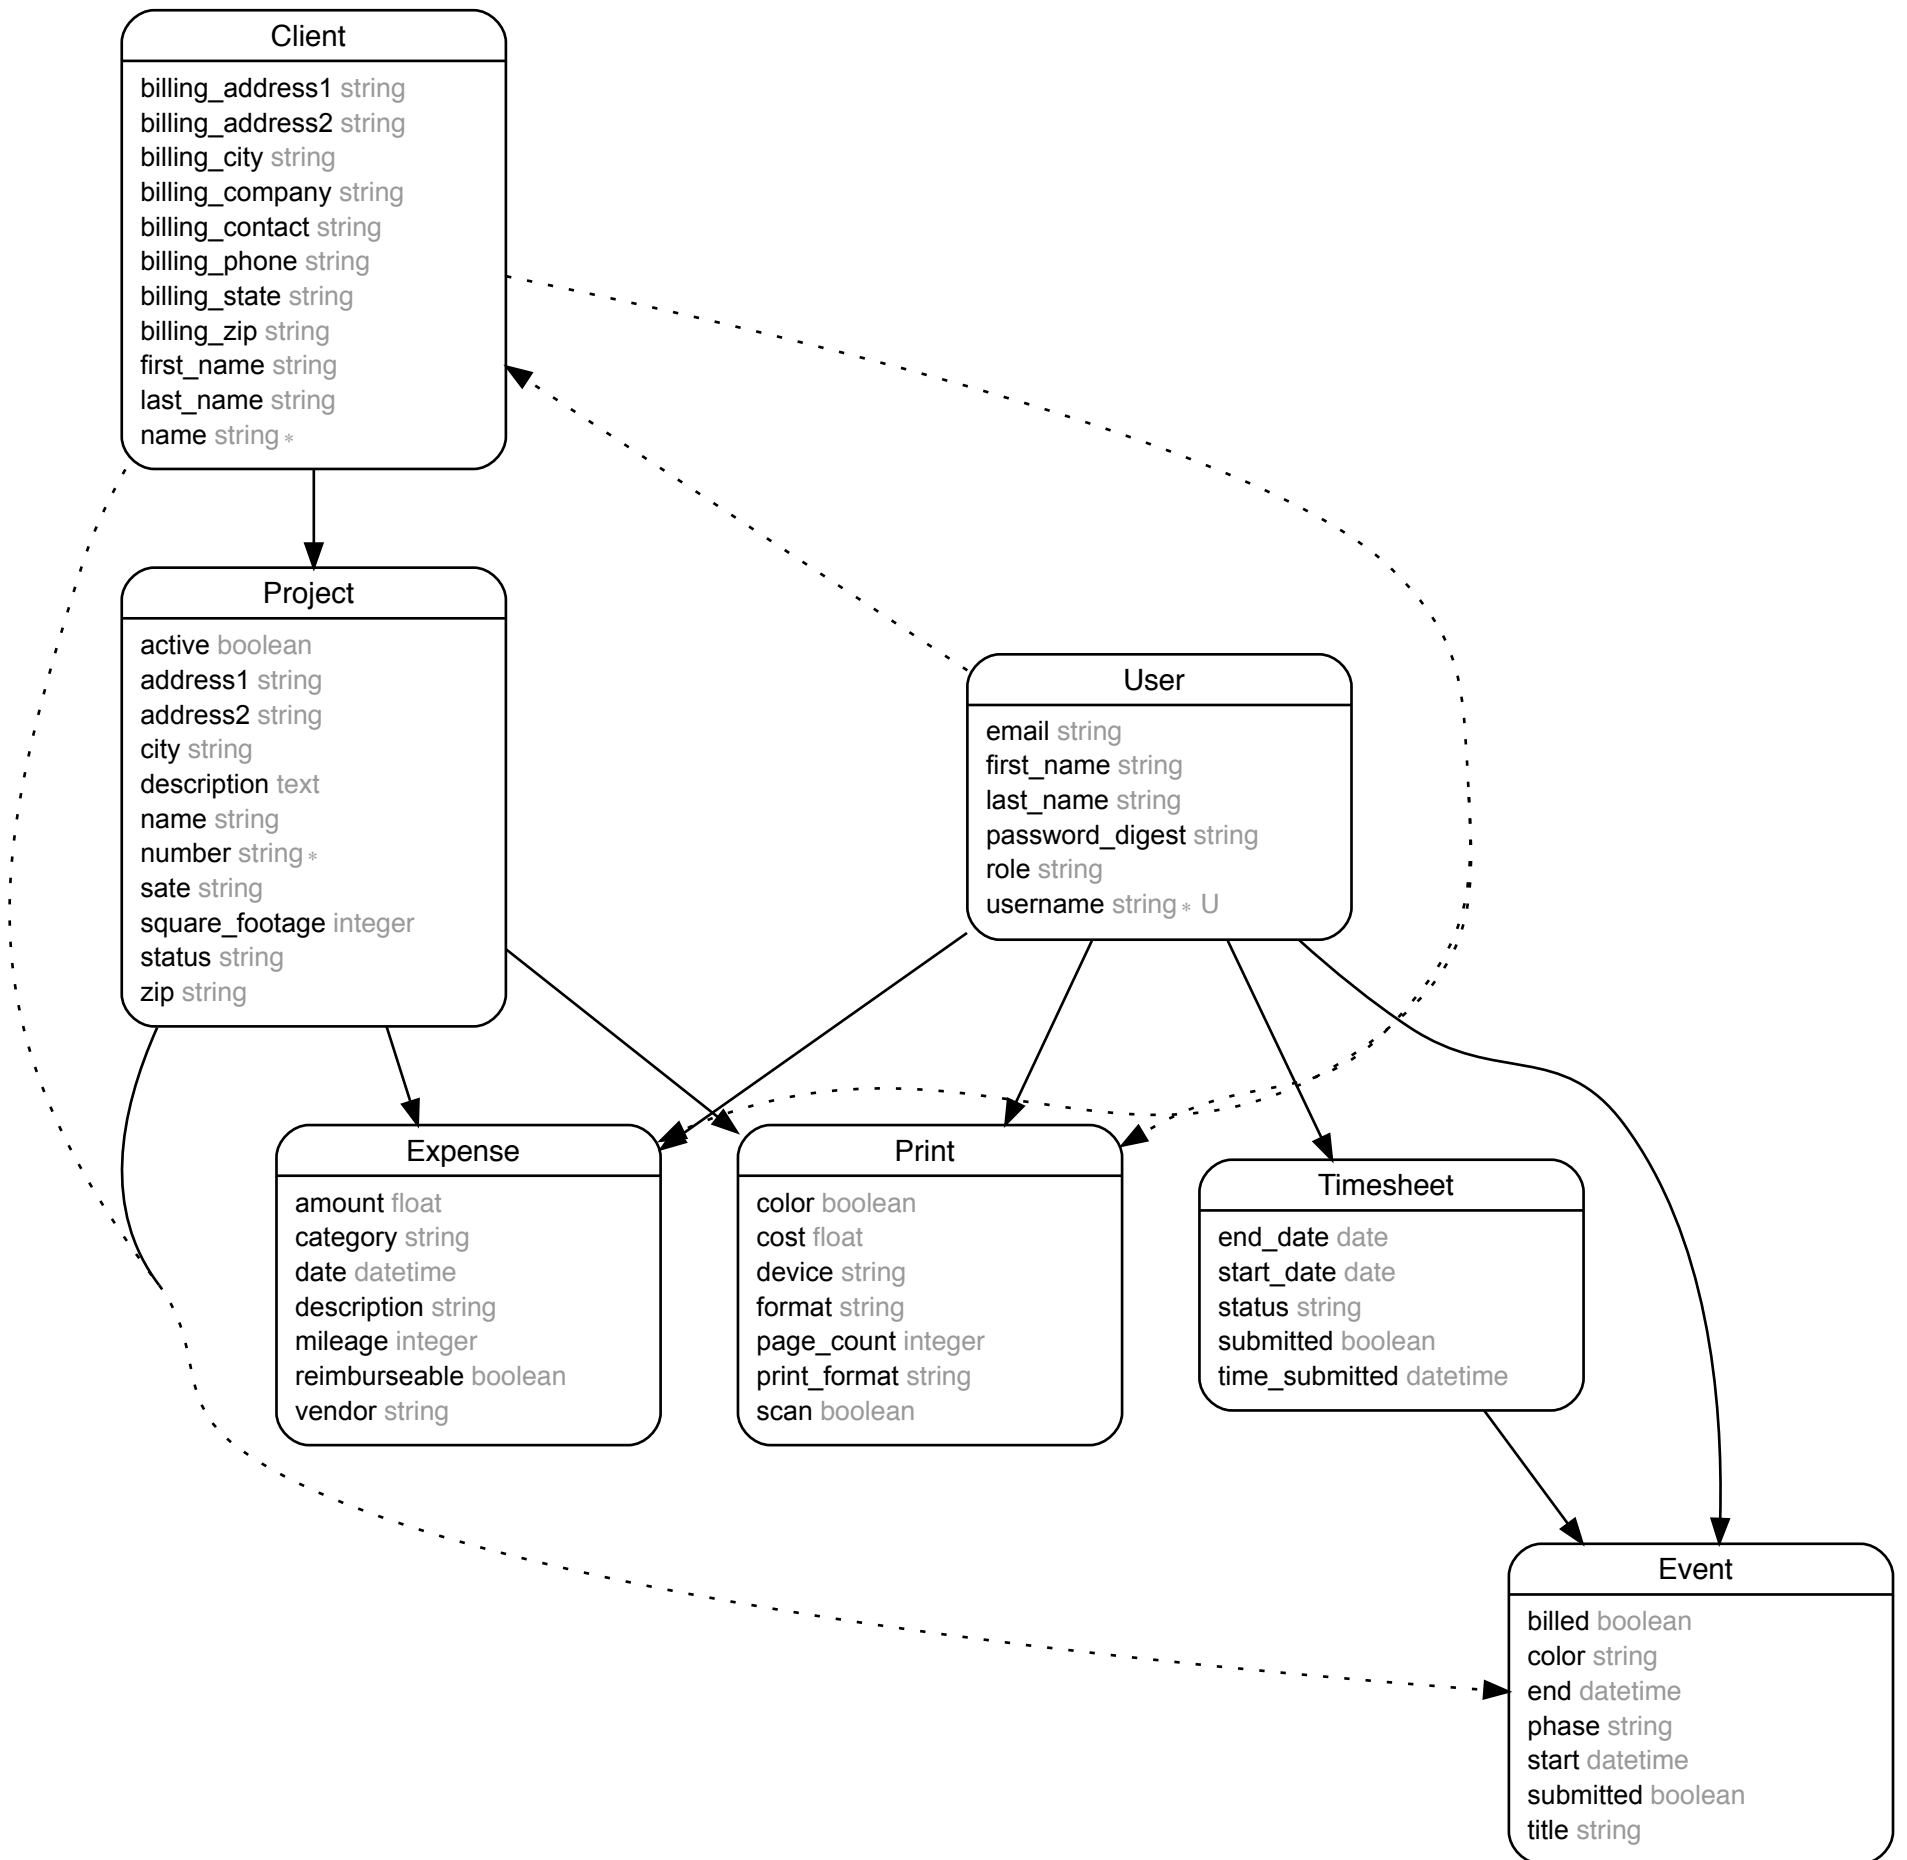 Client
billing_address1 string
billing_address2 string
billing_city string
billing_company string
billing_contact string
billing_phone string
billing_state string
billing_zip string
first_name string
last_name string
name string *
Project
active boolean
address1 string
address2 string
city string
description text
name string
number string *
sate string
square_footage integer
status string
zip string
User
email string
first_name string
last_name string
password_digest string
role string
username string * U
Expense
amount float
category string
date datetime
description string
mileage integer
reimburseable boolean
vendor string
Print
color boolean
cost float
device string
format string
page_count integer
print_format string
scan boolean
Timesheet
end_date date
start_date date
status string
submitted boolean
time_submitted datetime
Event
billed boolean
color string
end datetime
phase string
start datetime
submitted boolean
title string